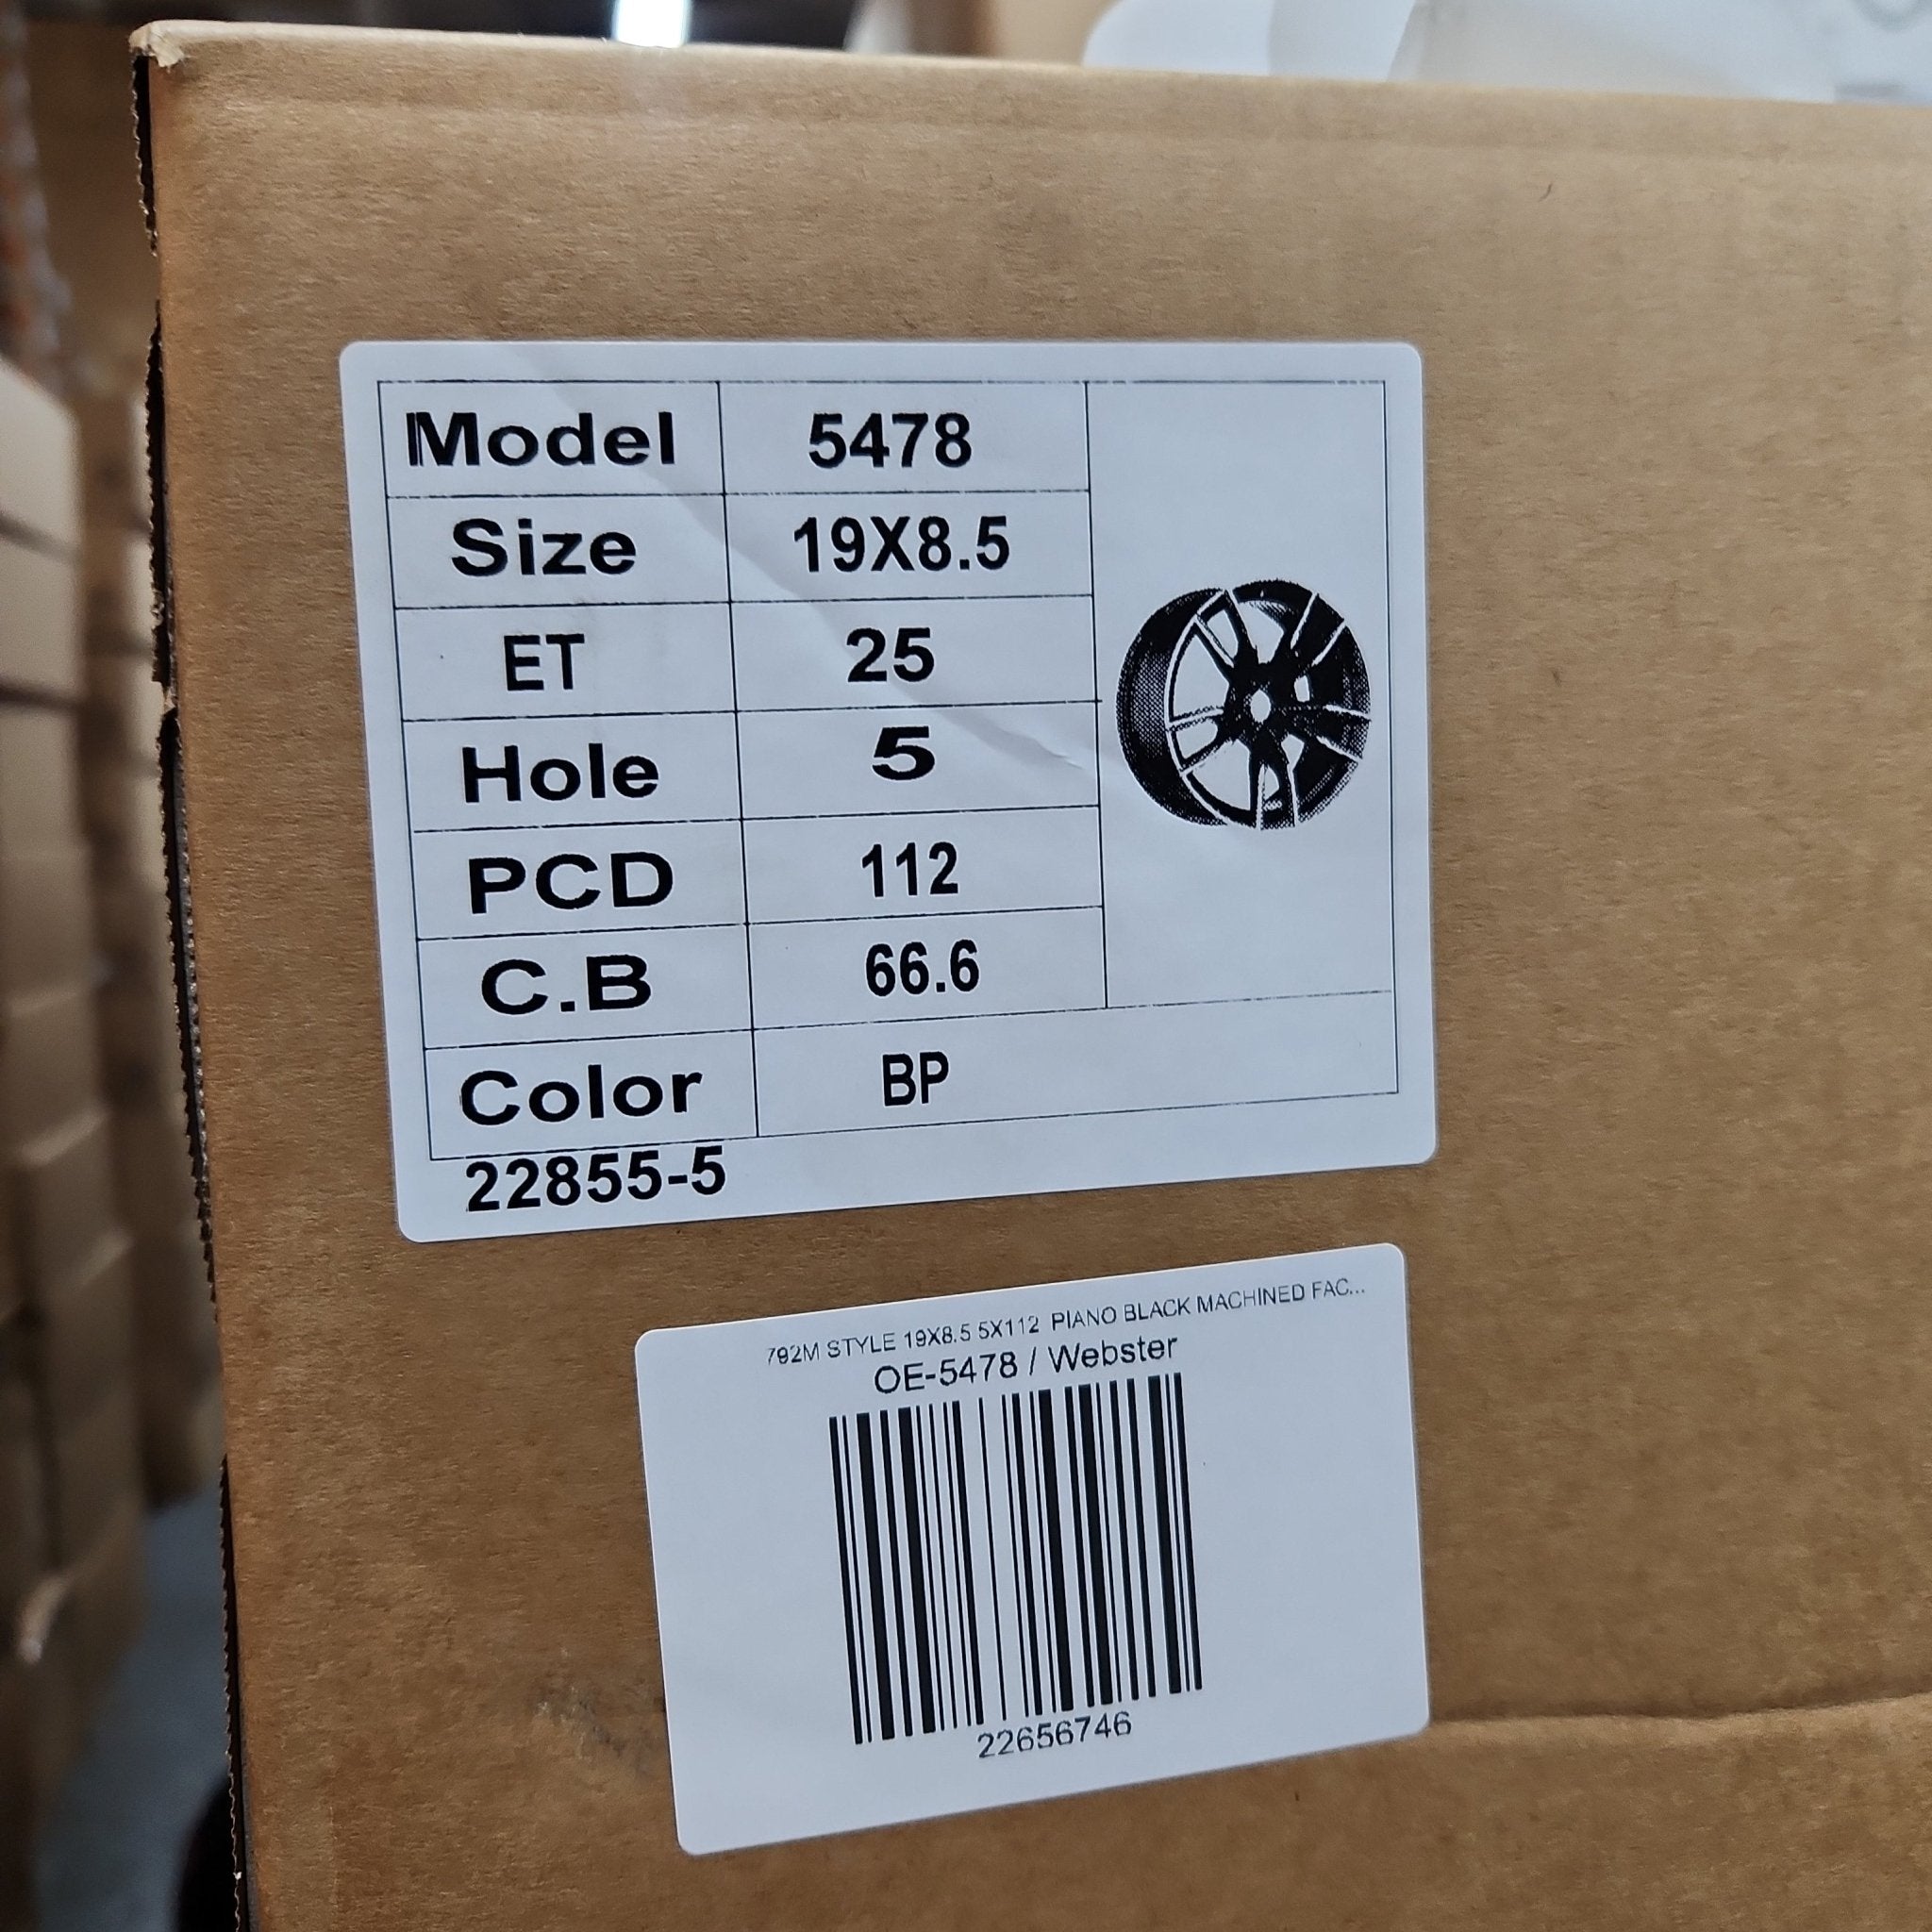 Model 5478
Size 19X8.5
ET 25
Hole 5
PCD 112
C.B 66.6
Color BP
22855-5
792M STYLE 19X8.5 5X112 PIANO BLACK MACHINED FAC...
OE-5478 / Webster
22656746